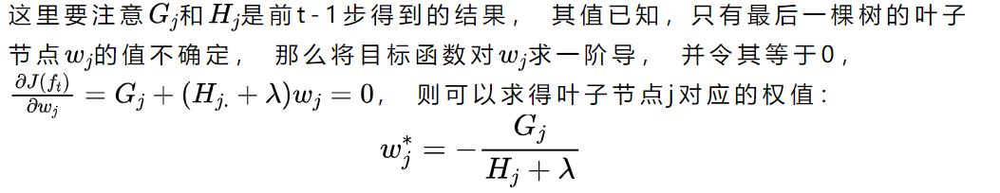 这里要注意$G_j$和$H_j$是前t-1步得到的结果， 其值已知，只有最后一棵树的叶子
节点$w_j$的值不确定， 那么将目标函数对$w_j$求一阶导， 并令其等于0，
$\frac{\partial J(f_t)}{\partial w_j} = G_j + (H_{j.} + \lambda)w_j = 0$， 则可以求得叶子节点j对应的权值：
$w_j^* = -\frac{G_j}{H_j + \lambda}$